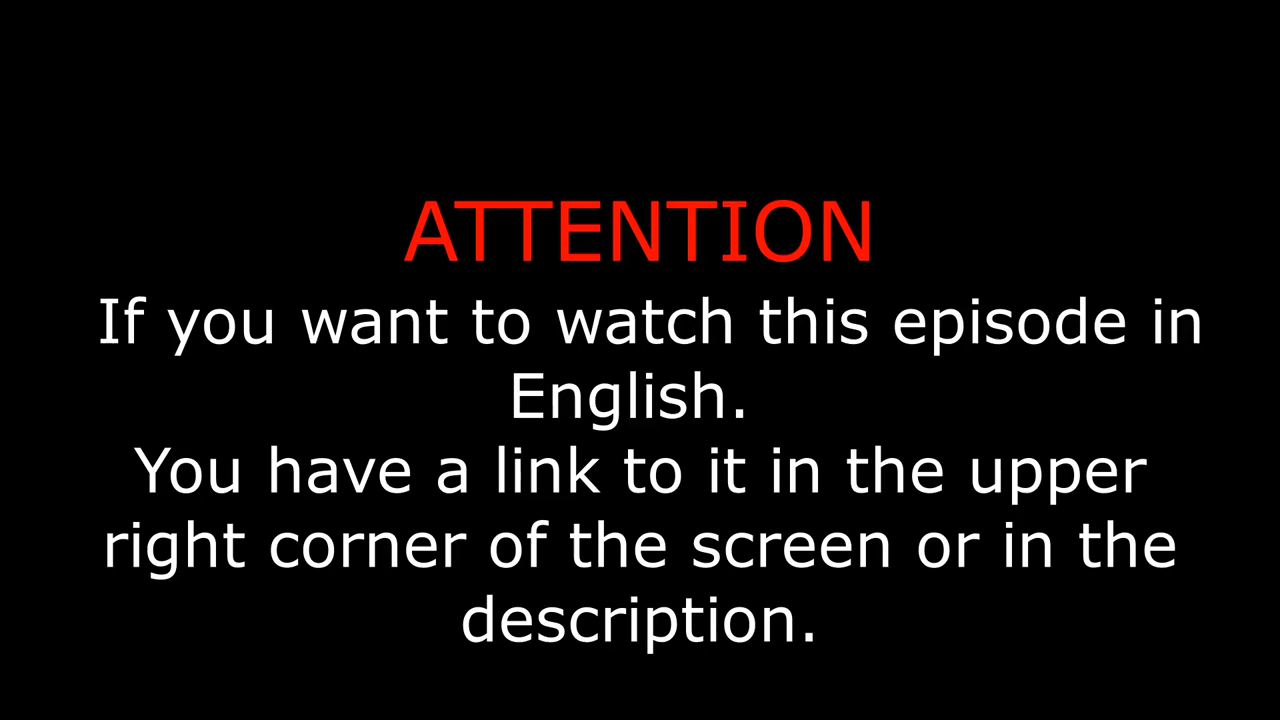 ATTENTION
If you want to watch this episode in
English.
You have a link to it in the upper
right corner of the screen or in the
description.